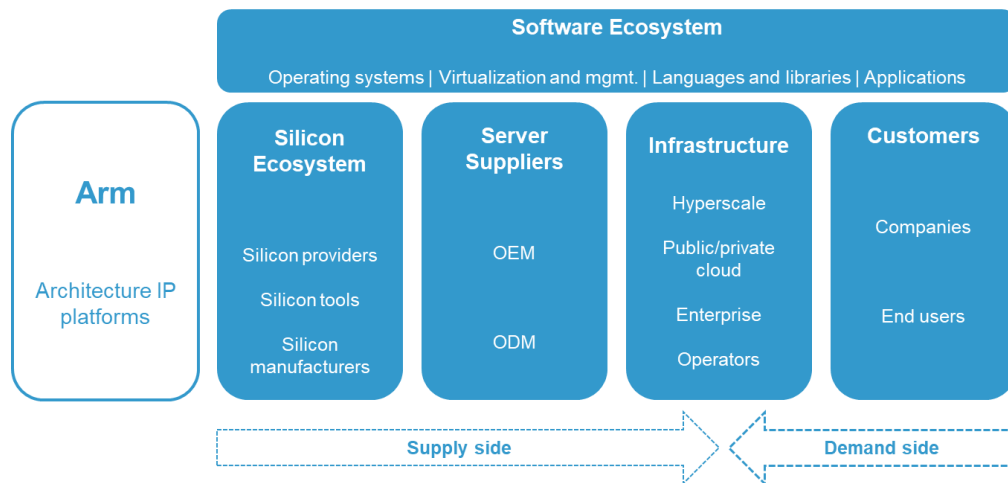 Software Ecosystem
Operating systems | Virtualization and mgmt. | Languages and libraries | Applications
Arm
Architecture IP
platforms
Silicon
Ecosystem
Silicon providers
Silicon tools
Silicon
manufacturers
Server
Suppliers
OEM
ODM
Infrastructure
Hyperscale
Public/private
cloud
Enterprise
Operators
Customers
Companies
End users
Supply side
Demand side